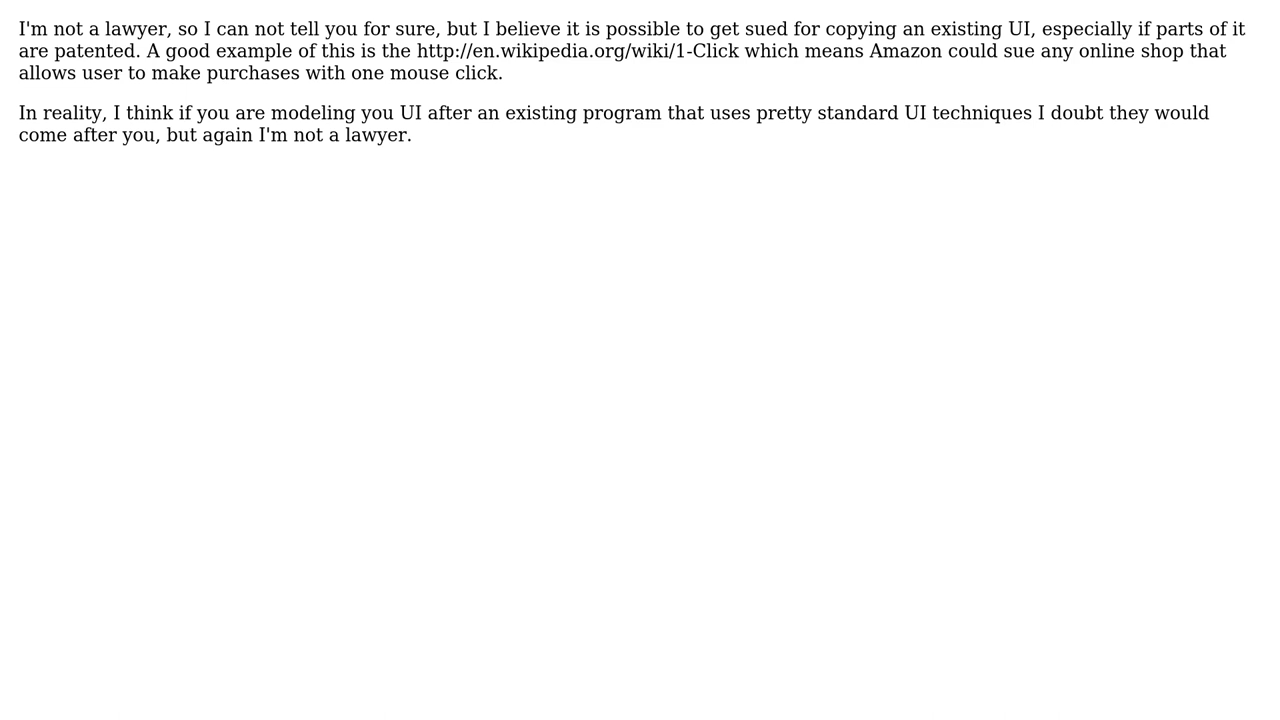 I'm not a lawyer, so I can not tell you for sure, but I believe it is possible to get sued for copying an existing UI, especially if parts of it
are patented. A good example of this is the http://en.wikipedia.org/wiki/1-Click which means Amazon could sue any online shop that
allows user to make purchases with one mouse click.
In reality, I think if you are modeling you UI after an existing program that uses pretty standard UI techniques I doubt they would
come after you, but again I'm not a lawyer.